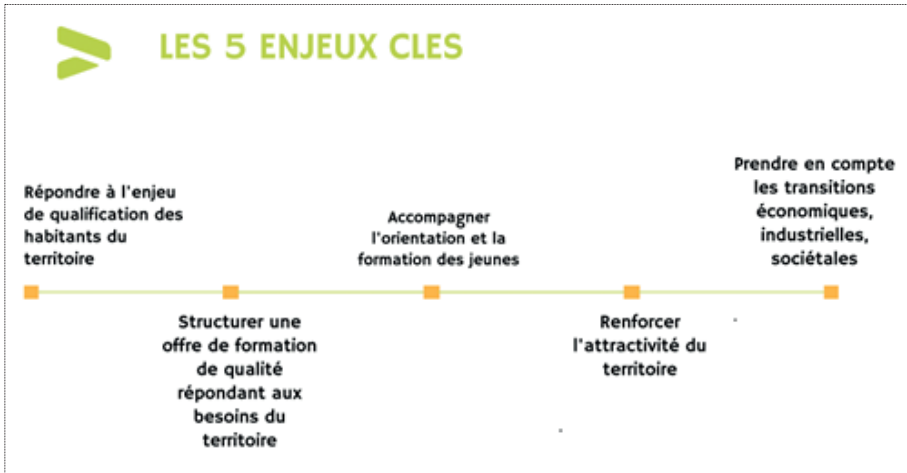 LES 5 ENJEUX CLES
Répondre à l'enjeu
de qualification des
habitants du
territoire
Structurer une
offre de formation
de qualité
répondant aux
besoins du
territoire
Accompagner
l'orientation et la
formation des jeunes
Renforcer
l'attractivité du
territoire
Prendre en compte
les transitions
économiques,
industrielles,
sociétales